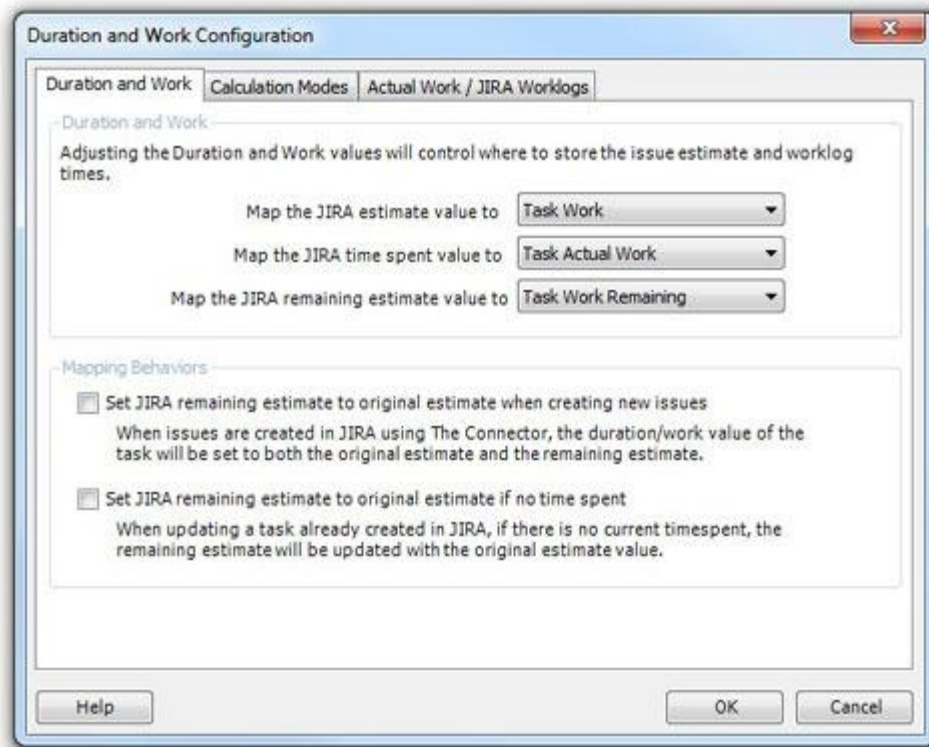 Duration and Work Configuration
Duration and Work
Calculation Modes
Actual Work / JIRA Worklogs
Duration and Work
Adjusting the Duration and Work values will control where to store the issue estimate and worklog
times.
Map the JIRA estimate value to Task Work
Map the JIRA time spent value to Task Actual Work
Map the JIRA remaining estimate value to Task Work Remaining
Mapping Behaviors
Set JIRA remaining estimate to original estimate when creating new issues
When issues are created in JIRA using The Connector, the duration/work value of the
task will be set to both the original estimate and the remaining estimate.
Set JIRA remaining estimate to original estimate if no time spent
When updating a task already created in JIRA, if there is no current timespent, the
remaining estimate will be updated with the original estimate value.
Help
OK
Cancel